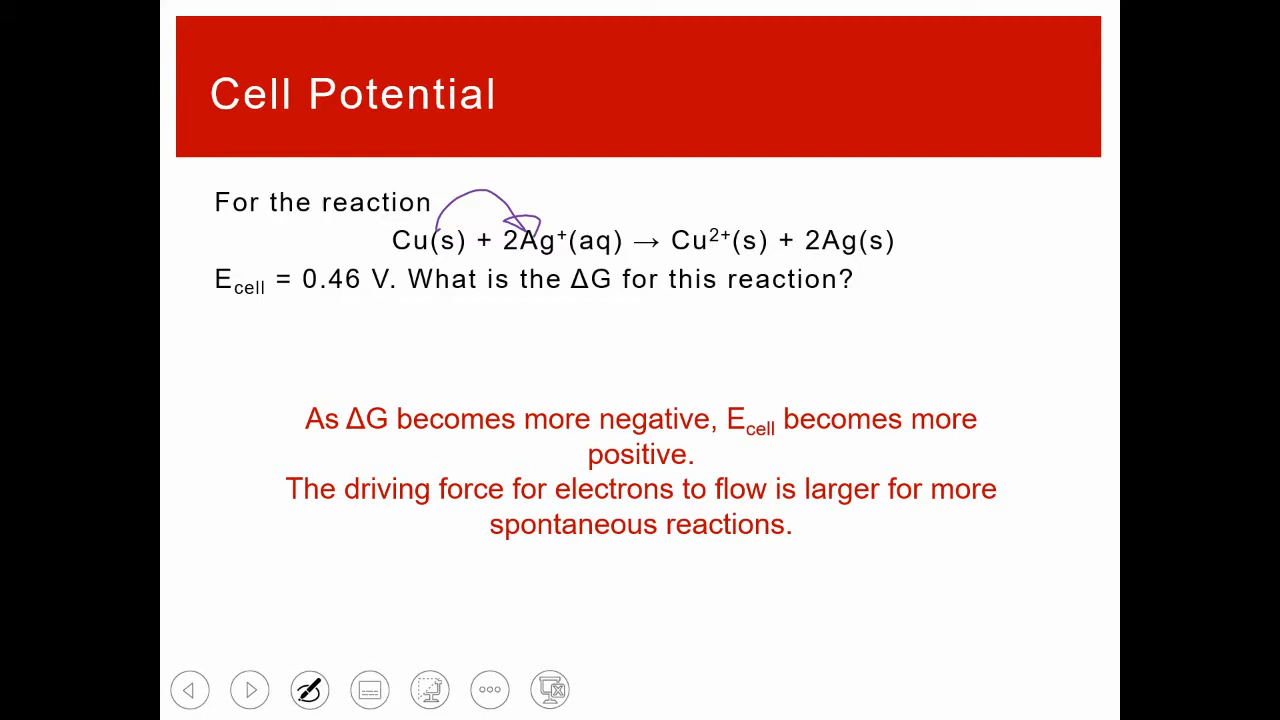 Cell Potential
For the reaction
Cu(s) + 2Ag⁺(aq) → Cu²⁺(s) + 2Ag(s)
E_cell = 0.46 V. What is the ΔG for this reaction?
As ΔG becomes more negative, E_cell becomes more
positive.
The driving force for electrons to flow is larger for more
spontaneous reactions.